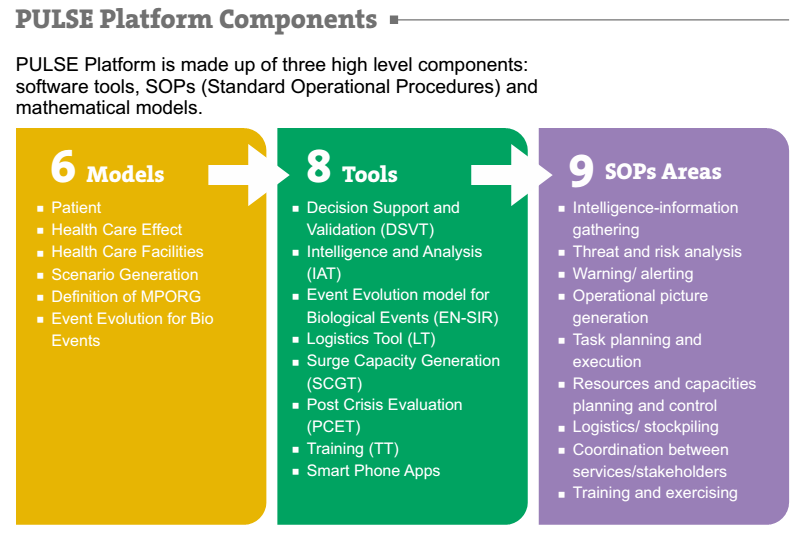 PULSE Platform Components
PULSE Platform is made up of three high level components:
software tools, SOPs (Standard Operational Procedures) and
mathematical models.
6 Models
Patient
Health Care Effect
Health Care Facilities
Scenario Generation
Definition of MPORG
Event Evolution for Bio
Events
8 Tools
Decision Support and
Validation (DSVT)
Intelligence and Analysis
(IAT)
Event Evolution model for
Biological Events (EN-SIR)
Logistics Tool (LT)
Surge Capacity Generation
(SCGT)
Post Crisis Evaluation
(PCET)
Training (TT)
Smart Phone Apps
9 SOPs Areas
Intelligence-information
gathering
Threat and risk analysis
Warning/ alerting
Operational picture
generation
Task planning and
execution
Resources and capacities
planning and control
Logistics/ stockpiling
Coordination between
services/stakeholders
Training and exercising